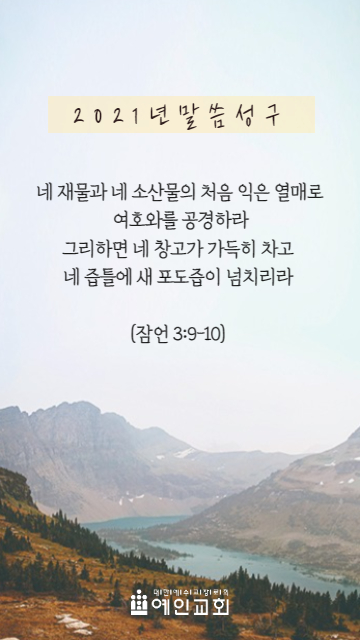 2021년말씀성구
네 재물과 네 소산물의 처음 익은 열매로
여호와를 공경하라
그리하면 네 창고가 가득히 차고
네 즙틀에 새 포도즙이 넘치리라
(잠언 3:9-10)
예인교회